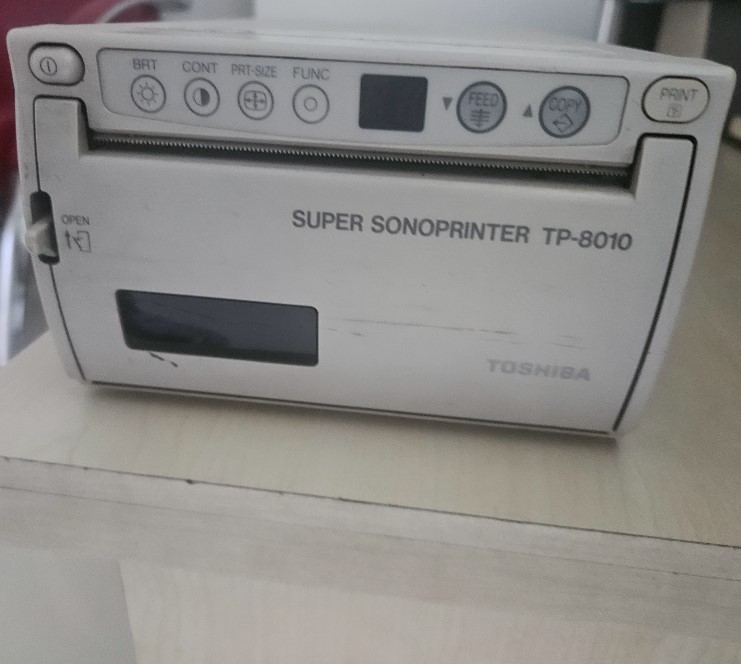 BRT CONT PRT-SIZE FUNC
FEED COPY PRINT
OPEN
SUPER SONOPRINTER TP-8010
TOSHIBA